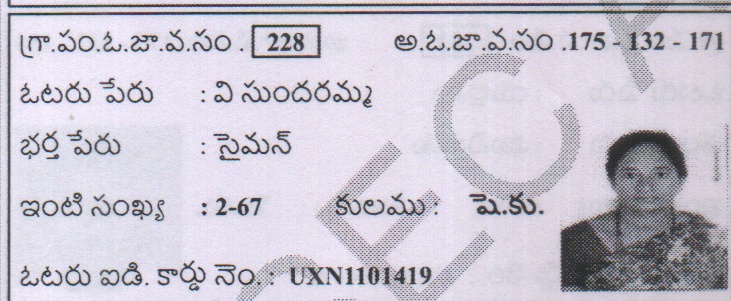 గ్రా.పం.ఓ.జా.వ.సం . 228 అ.ఓ.జా.వ.సం .175 - 132 - 171
ఓటరు పేరు : వి సుందరమ్మ
భర్త పేరు : సైమన్
ఇంటి సంఖ్య : 2-67 కులము : షె.కు.
ఓటరు ఐడి. కార్డు నెం. : UXN1101419